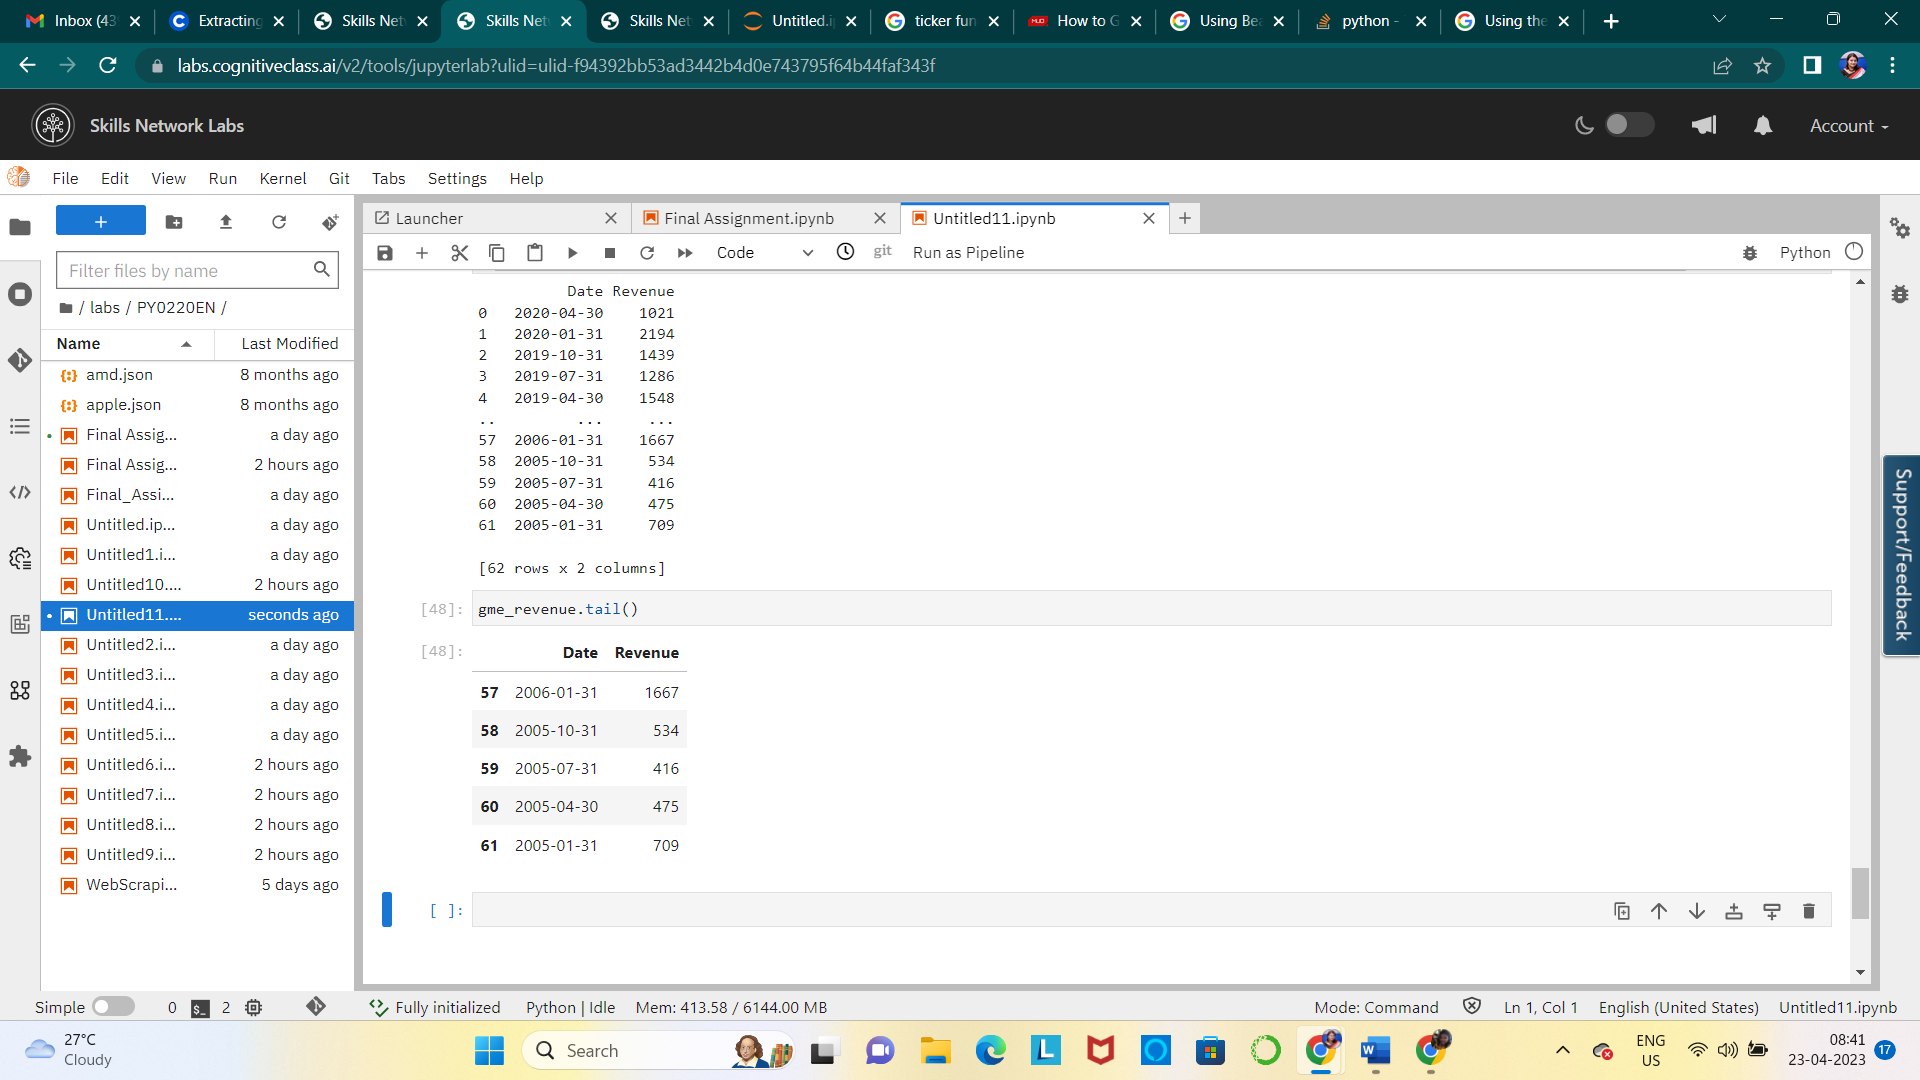 Inbox (43
Extracting
Skills Net
Skills Net
Skills Net
Untitled.i
ticker fun
How to G
Using Bea
python -
Using the
labs.cognitiveclass.ai/v2/tools/jupyterlab?ulid=ulid-f94392bb53ad3442b4d0e743795f64b44faf343f
Skills Network Labs
Account
File Edit View Run Kernel Git Tabs Settings Help
Launcher
Final Assignment.ipynb
Untitled11.ipynb
Code
git
Run as Pipeline
Python
Filter files by name
/ labs / PY0220EN /
Name Last Modified
amd.json 8 months ago
apple.json 8 months ago
Final Assig... a day ago
Final Assig... 2 hours ago
Final_Assi... a day ago
Untitled.ip... a day ago
Untitled1.i... a day ago
Untitled10.... 2 hours ago
Untitled11.... seconds ago
Untitled2.i... a day ago
Untitled3.i... a day ago
Untitled4.i... a day ago
Untitled5.i... a day ago
Untitled6.i... 2 hours ago
Untitled7.i... 2 hours ago
Untitled8.i... 2 hours ago
Untitled9.i... 2 hours ago
WebScrapi... 5 days ago
Date Revenue
0 2020-04-30 1021
1 2020-01-31 2194
2 2019-10-31 1439
3 2019-07-31 1286
4 2019-04-30 1548
.. ... ...
57 2006-01-31 1667
58 2005-10-31 534
59 2005-07-31 416
60 2005-04-30 475
61 2005-01-31 709
[62 rows x 2 columns]
[48]: gme_revenue.tail()
[48]: Date Revenue
57 2006-01-31 1667
58 2005-10-31 534
59 2005-07-31 416
60 2005-04-30 475
61 2005-01-31 709
[ ]:
Support/Feedback
Simple 0 2 Fully initialized Python | Idle Mem: 413.58 / 6144.00 MB Mode: Command Ln 1, Col 1 English (United States) Untitled11.ipynb
27°C
Cloudy
Search
ENG
US
08:41
23-04-2023
17